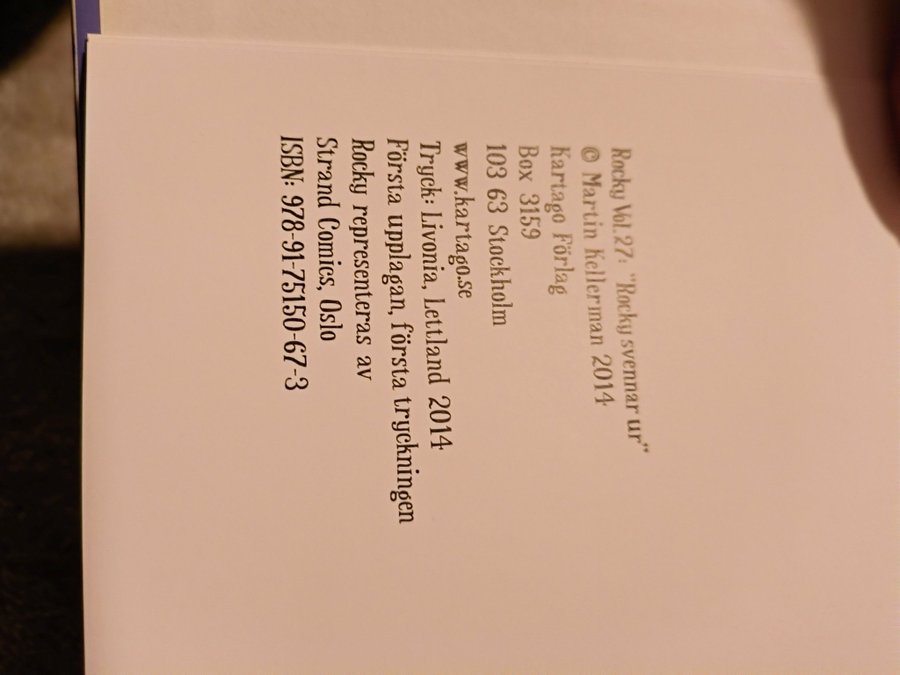 Rocky Vol. 27: "Rocky svennar ur"
© Martin Kellerman 2014
Kartago Förlag
Box 3159
103 63 Stockholm
www.kartago.se
Tryck: Livonia, Lettland 2014
Första upplagan, första tryckningen
Rocky representeras av
Strand Comics, Oslo
ISBN: 978-91-75150-67-3